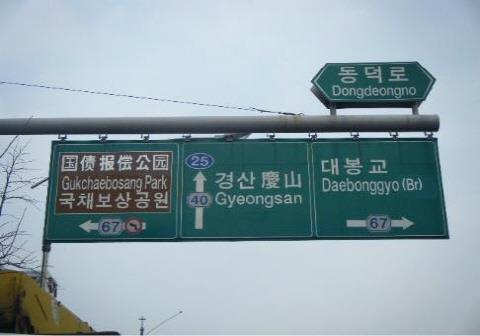 동덕로
Dongdeongno
国债报偿公园
Gukchaebosang Park
국채보상공원
67
25
40
경산 慶山
Gyeongsan
대봉교
Daebonggyo (Br)
67